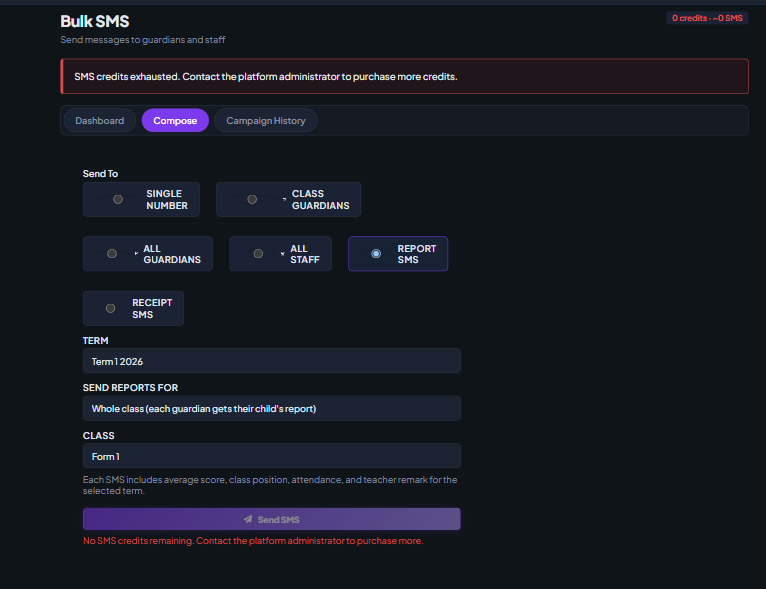 Bulk SMS
0 credits · ~0 SMS
Send messages to guardians and staff
SMS credits exhausted. Contact the platform administrator to purchase more credits.
Dashboard
Compose
Campaign History
Send To
SINGLE
NUMBER
CLASS
GUARDIANS
ALL
GUARDIANS
ALL
STAFF
REPORT
SMS
RECEIPT
SMS
TERM
Term 1 2026
SEND REPORTS FOR
Whole class (each guardian gets their child's report)
CLASS
Form 1
Each SMS includes average score, class position, attendance, and teacher remark for the
selected term.
Send SMS
No SMS credits remaining. Contact the platform administrator to purchase more.